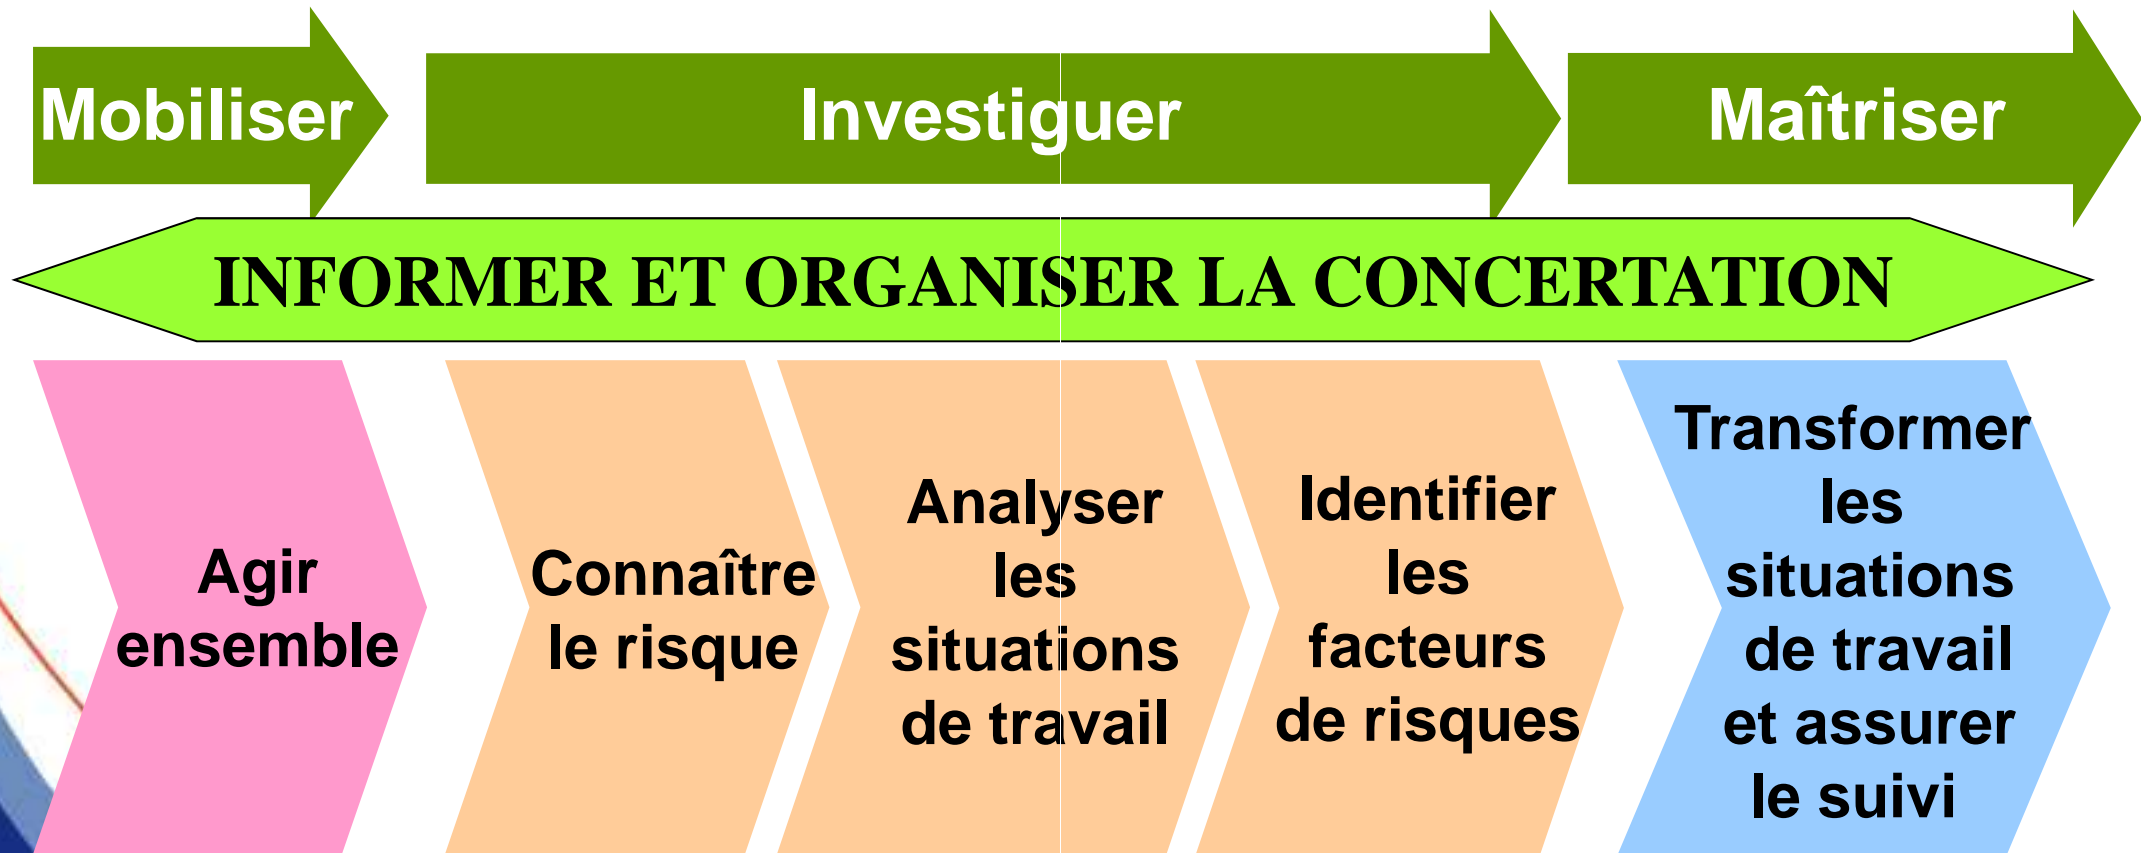 Mobiliser
Investiguer
Maîtriser
INFORMER ET ORGANISER LA CONCERTATION
Agir
ensemble
Connaître
le risque
Analyser
les
situations
de travail
Identifier
les
facteurs
de risques
Transformer
les
situations
de travail
et assurer
le suivi